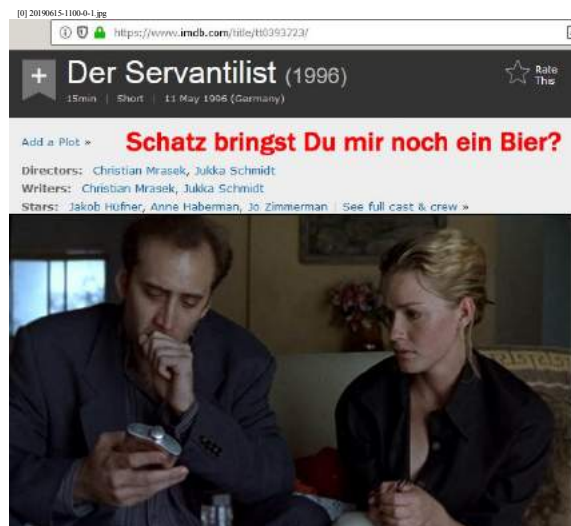 [0] 20190615-1100-0-1.jpg
https://www.imdb.com/title/tt0393723/
+ Der Servantilist (1996)
Rate
This
15min | Short | 11 May 1996 (Germany)
Add a Plot »
Schatz bringst Du mir noch ein Bier?
Directors: Christian Mrasek, Jukka Schmidt
Writers: Christian Mrasek, Jukka Schmidt
Stars: Jakob Hüfner, Anne Haberman, Jo Zimmerman | See full cast & crew »